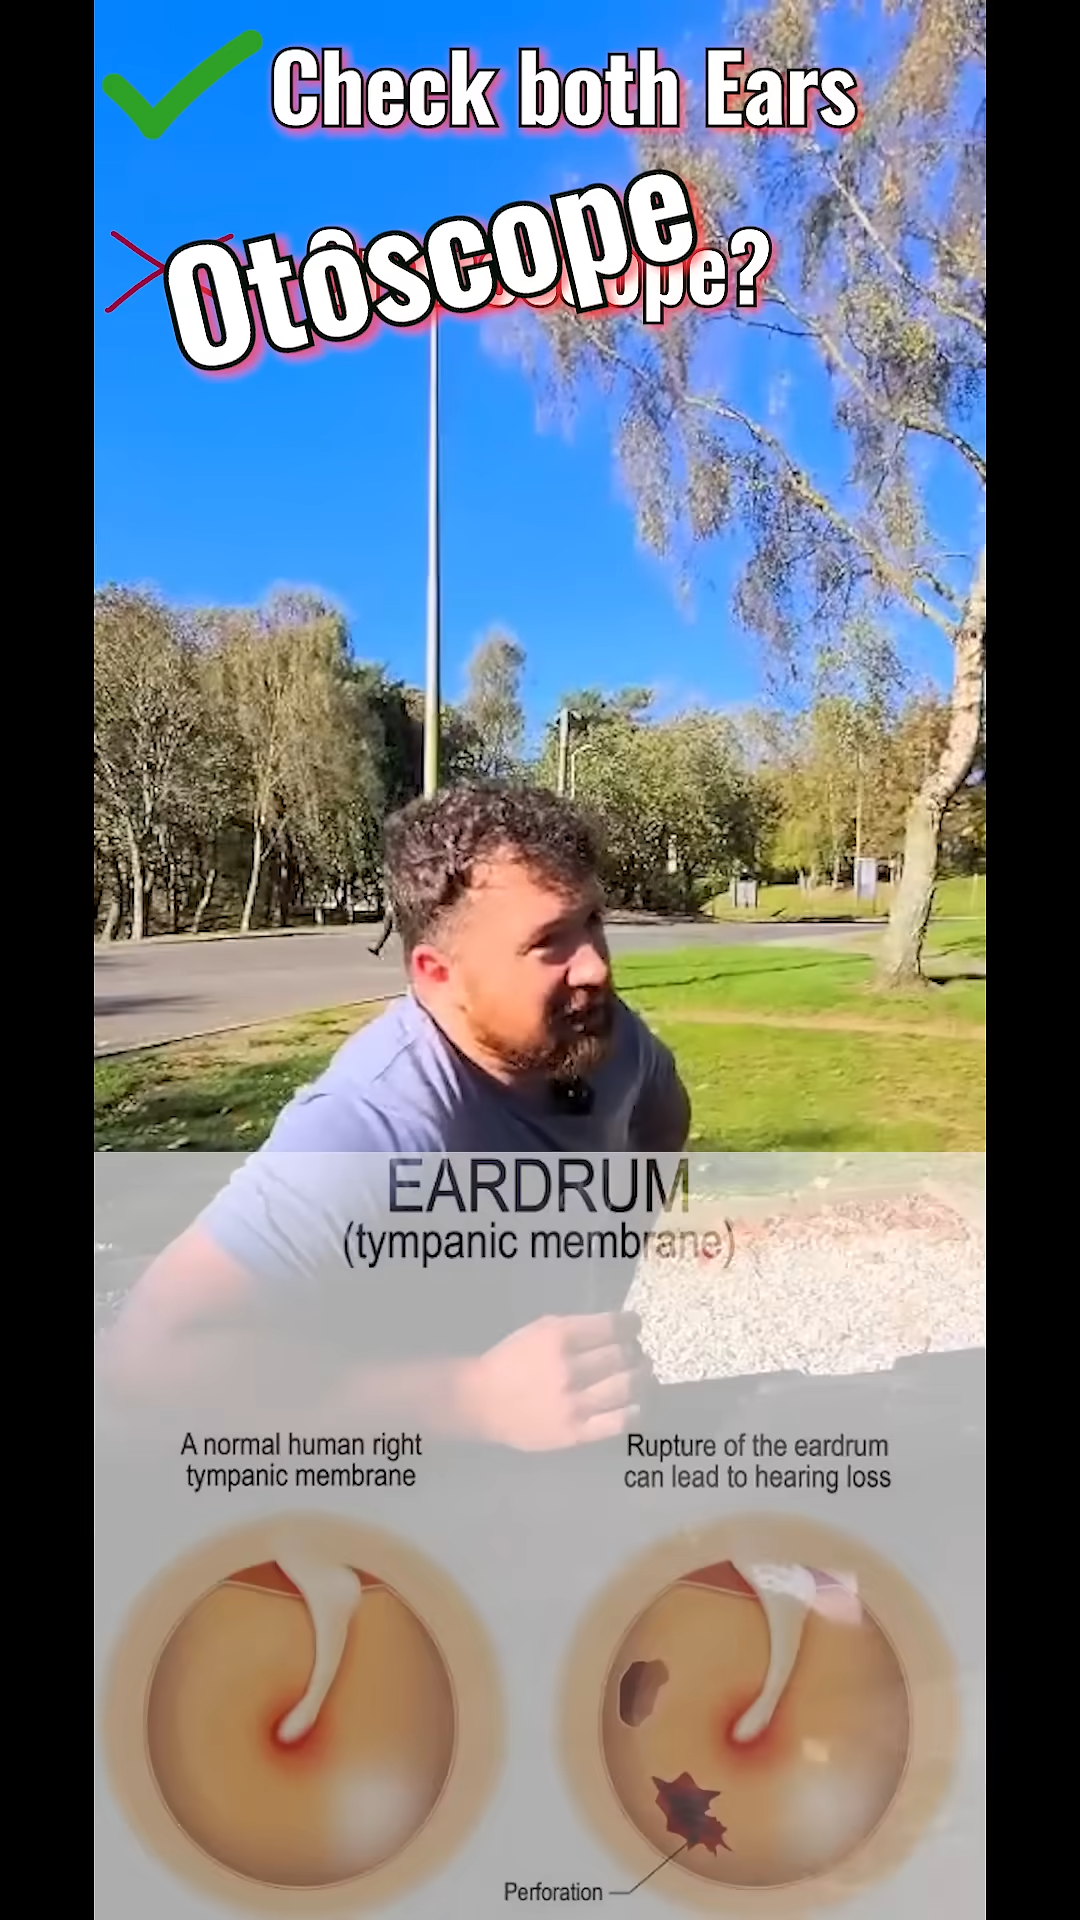 Check both Ears
Otoscope
ope?
EARDRUM
(tympanic membrane)
A normal human right
tympanic membrane
Rupture of the eardrum
can lead to hearing loss
Perforation